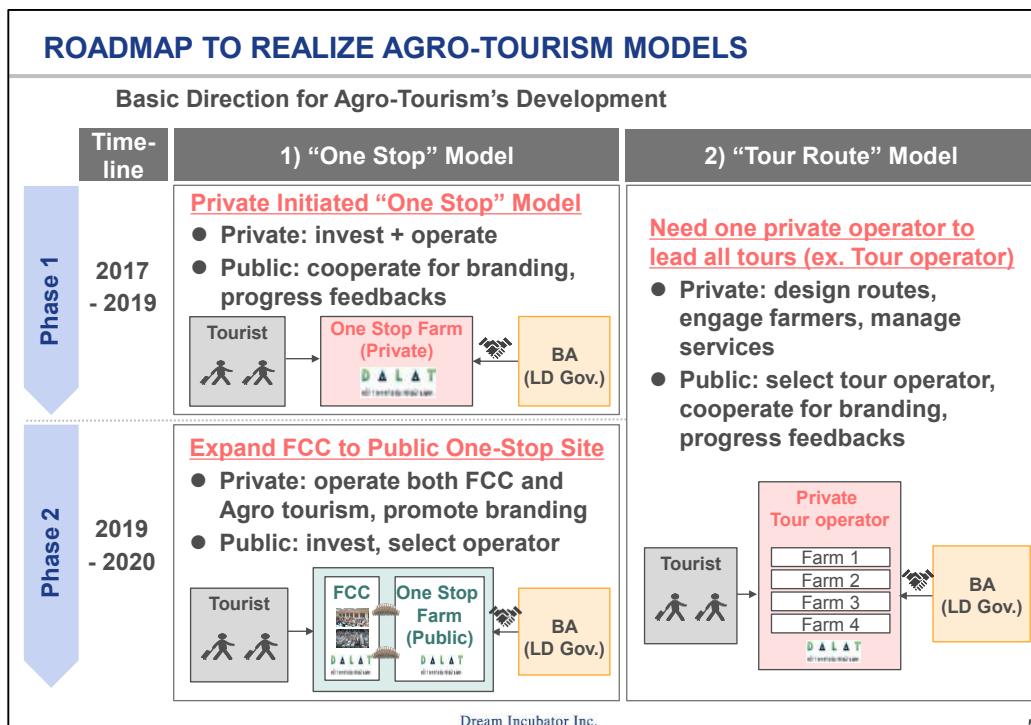 ROADMAP TO REALIZE AGRO-TOURISM MODELS
Basic Direction for Agro-Tourism's Development
Time-
line
1) "One Stop" Model
2) "Tour Route" Model
Phase 1
2017
- 2019
Private Initiated "One Stop" Model
● Private: invest + operate
● Public: cooperate for branding,
progress feedbacks
Tourist
One Stop Farm
(Private)
DALAT
BA
(LD Gov.)
Phase 2
2019
- 2020
Expand FCC to Public One-Stop Site
● Private: operate both FCC and
Agro tourism, promote branding
● Public: invest, select operator
Tourist
FCC
DALAT
One Stop
Farm
(Public)
DALAT
BA
(LD Gov.)
Need one private operator to
lead all tours (ex. Tour operator)
● Private: design routes,
engage farmers, manage
services
● Public: select tour operator,
cooperate for branding,
progress feedbacks
Tourist
Private
Tour operator
Farm 1
Farm 2
Farm 3
Farm 4
DALAT
BA
(LD Gov.)
Dream Incubator Inc.